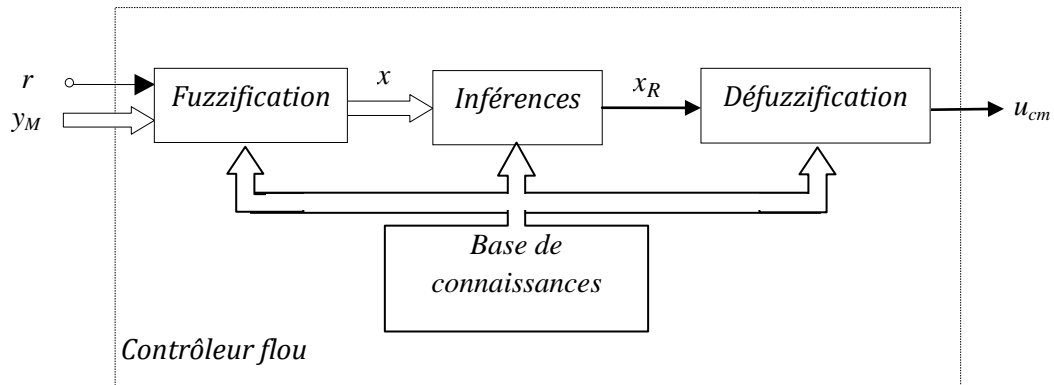 r
y_M
Fuzzification
x
Inférences
x_R
Défuzzification
u_cm
Base de
connaissances
Contrôleur flou